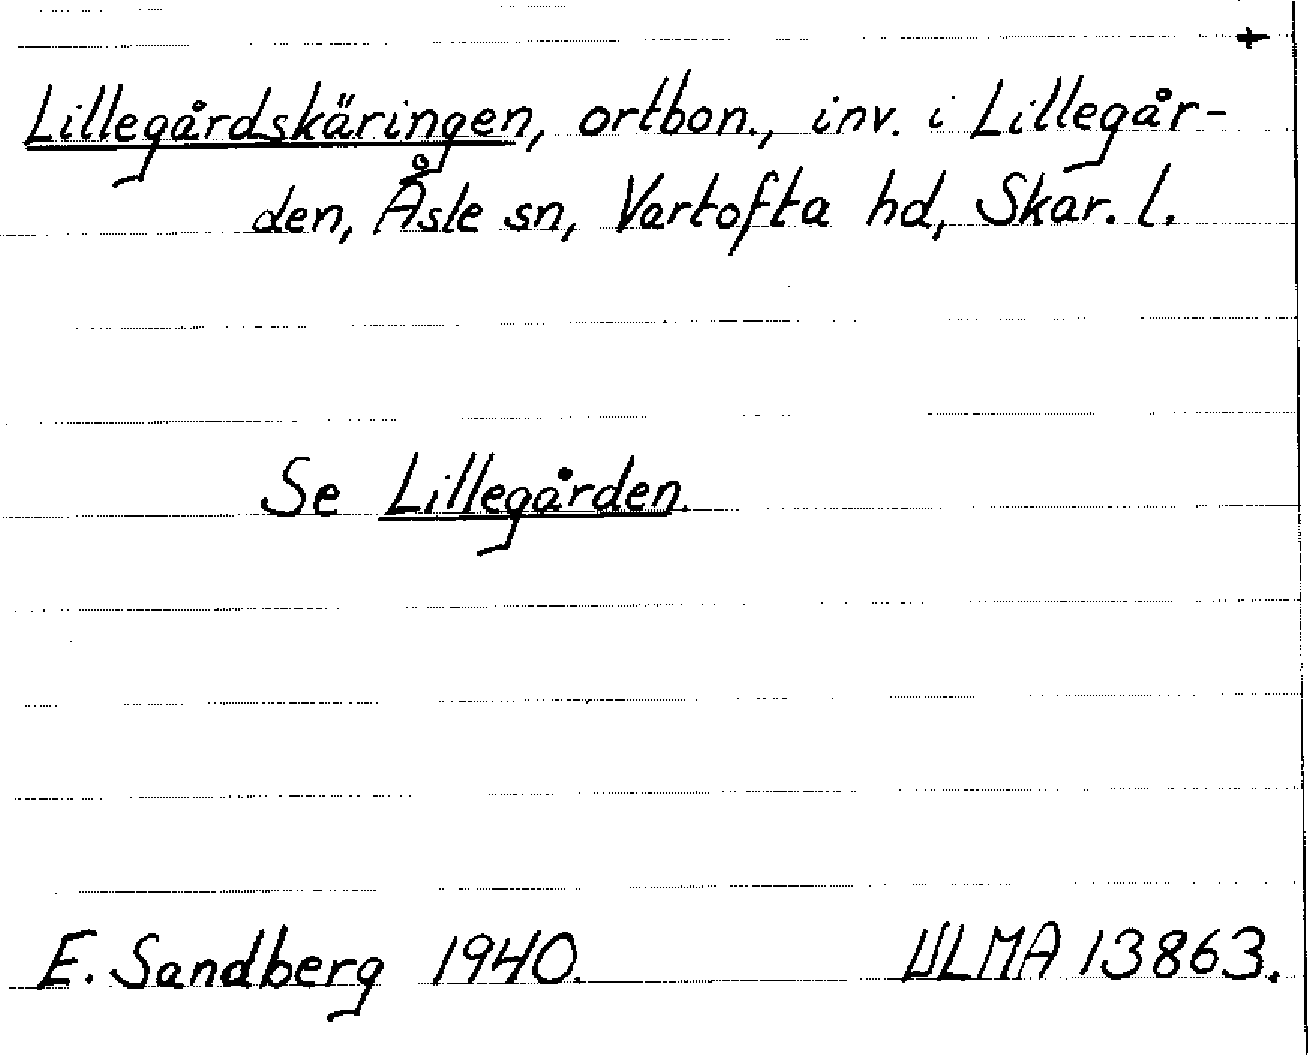 +
Lillegårdskäringen, ortbon., inv. i Lillegår-
den, Åsle sn, Vartofta hd, Skar. l.
Se Lillegården.
E. Sandberg 1940. ULMA 13863.